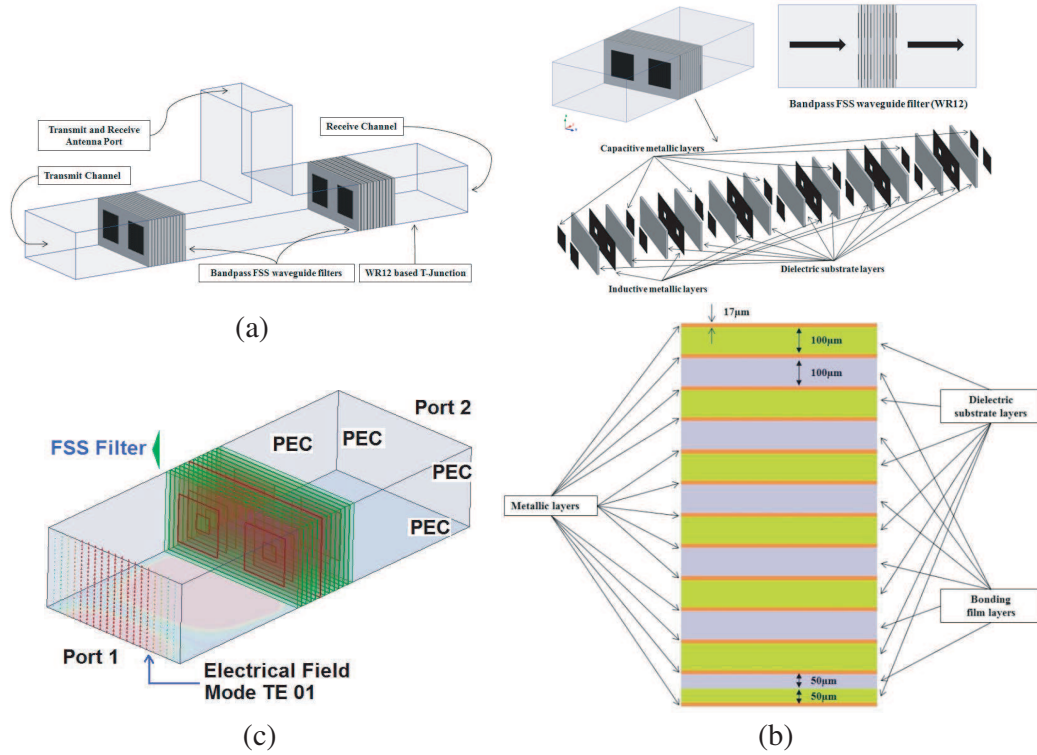 Transmit and Receive
Antenna Port
Receive Channel
Transmit Channel
Bandpass FSS waveguide filters
WR12 based T-Junction
(a)
Bandpass FSS waveguide filter (WR12)
Capacitive metallic layers
Dielectric substrate layers
Inductive metallic layers
17μm
100μm
100μm
Dielectric
substrate layers
Metallic layers
Bonding
film layers
50μm
50μm
(b)
Port 2
FSS Filter
PEC
PEC
PEC
PEC
Port 1
Electrical Field
Mode TE 01
(c)